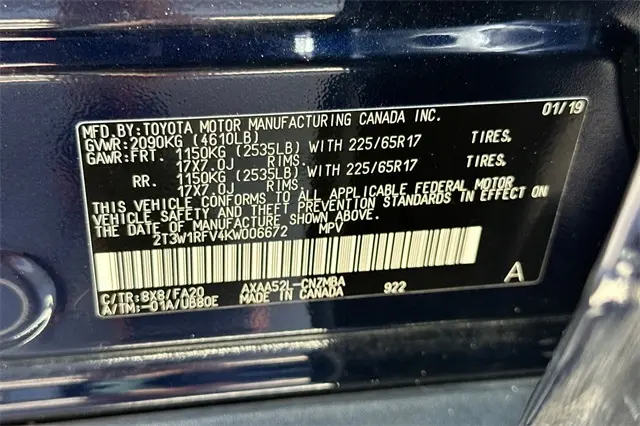 MFD.BY:TOYOTA MOTOR MANUFACTURING CANADA INC. 01/19
GVWR:2090KG (4610LB)
GAWR:FRT. 1150KG (2535LB) WITH 225/65R17 TIRES.
17X7.0J RIMS.
RR. 1150KG (2535LB) WITH 225/65R17 TIRES.
17X7.0J RIMS.
THIS VEHICLE CONFORMS TO ALL APPLICABLE FEDERAL MOTOR
VEHICLE SAFETY AND THEFT PREVENTION STANDARDS IN EFFECT ON
THE DATE OF MANUFACTURE SHOWN ABOVE.
2T3W1RFV4KW006672 MPV
C/TR:8X8/FA20 AXAA52L-CNZMBA 922 A
A/TM:-01A/UB80E MADE IN CANADA